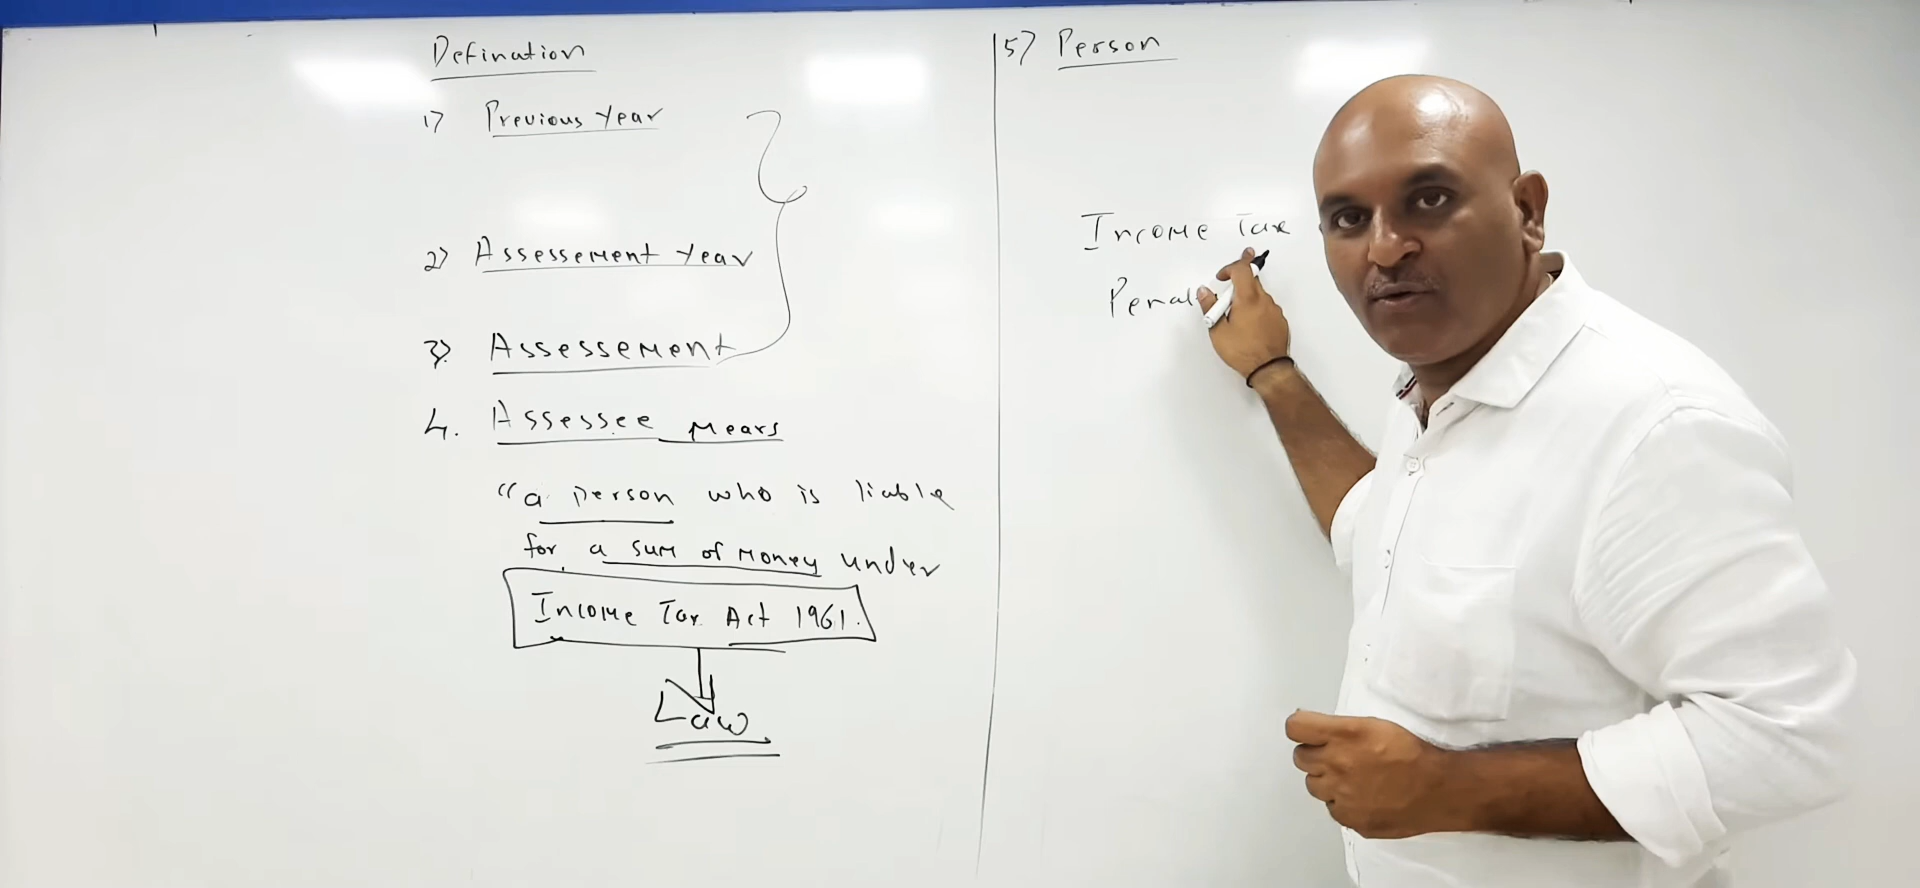 Defination
1) Previous Year
2) Assessement Year
3) Assessement
4. Assessee means
"a person who is liable
for a sum of money under
Income Tax Act 1961.
Law
5) Person
Income Tax